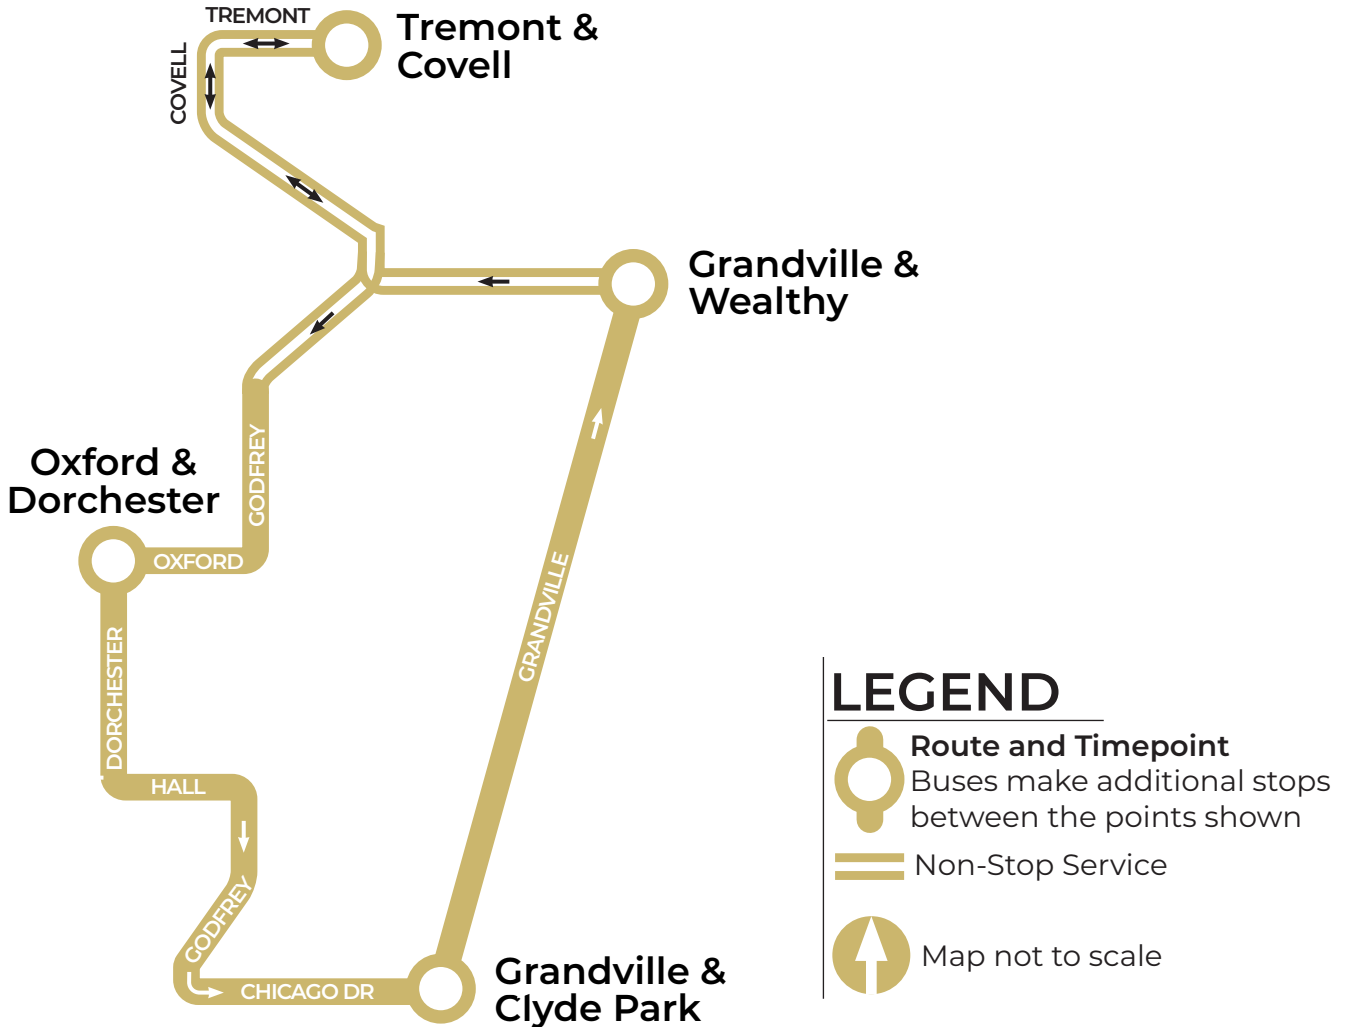 TREMONT
Tremont &
Covell
COVELL
Grandville &
Wealthy
Oxford &
Dorchester
GODFREY
OXFORD
GRANDVILLE
DORCHESTER
HALL
GODFREY
CHICAGO DR
Grandville &
Clyde Park
LEGEND
Route and Timepoint
Buses make additional stops
between the points shown
Non-Stop Service
Map not to scale